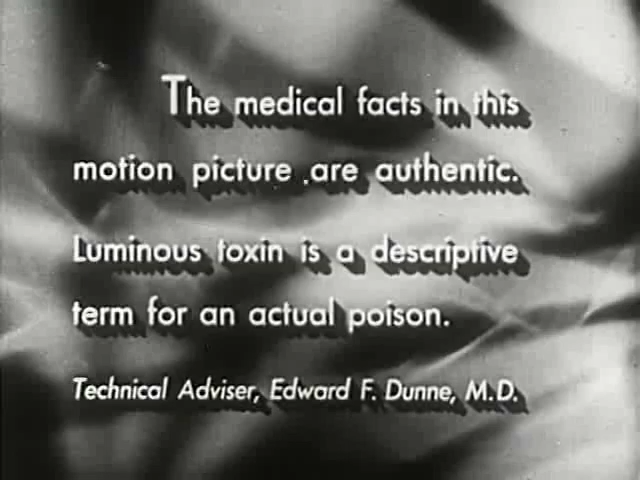 The medical facts in this
motion picture are authentic.
Luminous toxin is a descriptive
term for an actual poison.
Technical Adviser, Edward F. Dunne, M.D.